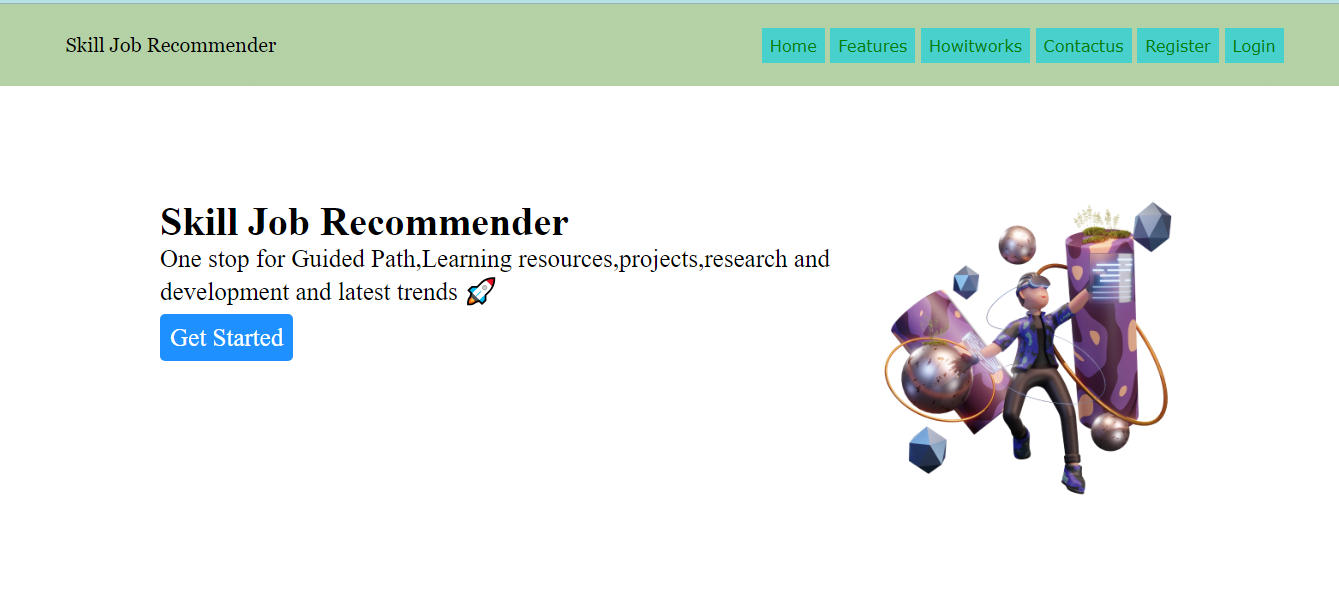 Skill Job Recommender
Home Features Howitworks Contactus Register Login
Skill Job Recommender
One stop for Guided Path,Learning resources,projects,research and
development and latest trends 🚀
Get Started